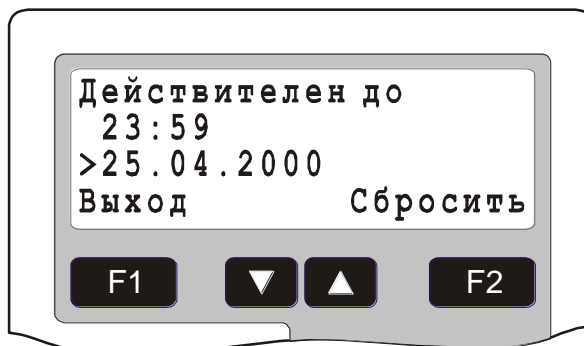 Действителен до
23:59
>25.04.2000
Выход Сбросить
F1 F2